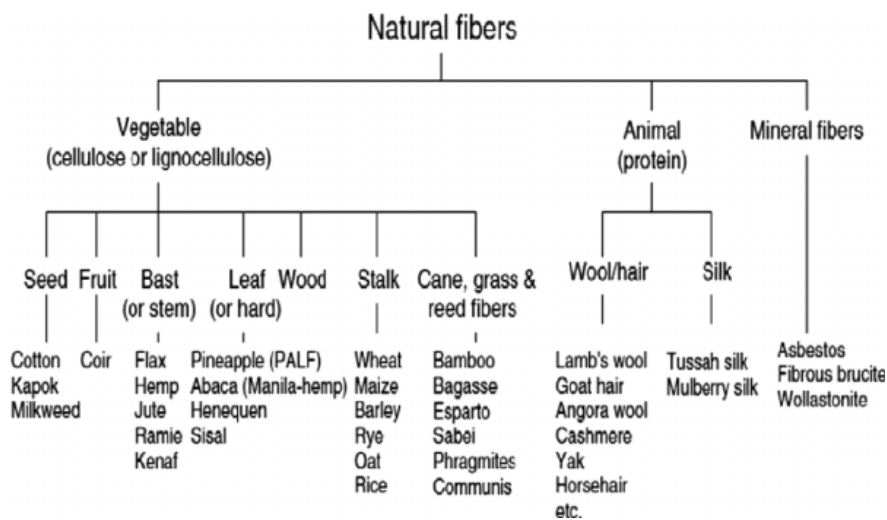 Natural fibers
Vegetable
(cellulose or lignocellulose)
Animal
(protein)
Mineral fibers
Seed
Fruit
Bast
(or stem)
Leaf
(or hard)
Wood
Stalk
Cane, grass &
reed fibers
Wool/hair
Silk
Cotton
Kapok
Milkweed
Coir
Flax
Hemp
Jute
Ramie
Kenaf
Pineapple (PALF)
Abaca (Manila-hemp)
Henequen
Sisal
Wheat
Maize
Barley
Rye
Oat
Rice
Bamboo
Bagasse
Esparto
Sabei
Phragmites
Communis
Lamb's wool
Goat hair
Angora wool
Cashmere
Yak
Horsehair
etc.
Tussah silk
Mulberry silk
Asbestos
Fibrous brucite
Wollastonite